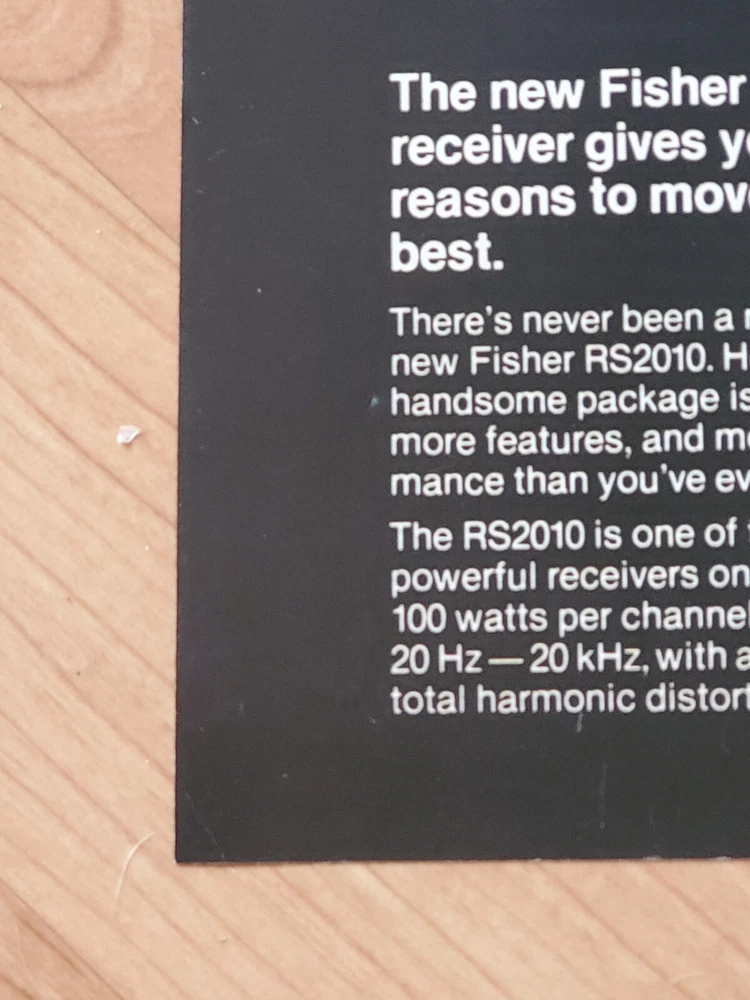 The new Fisher
receiver gives y
reasons to mov
best.
There's never been a
new Fisher RS2010. H
handsome package is
more features, and m
mance than you've ev
The RS2010 is one of
powerful receivers on
100 watts per channel
20 Hz—20 kHz, with a
total harmonic distort